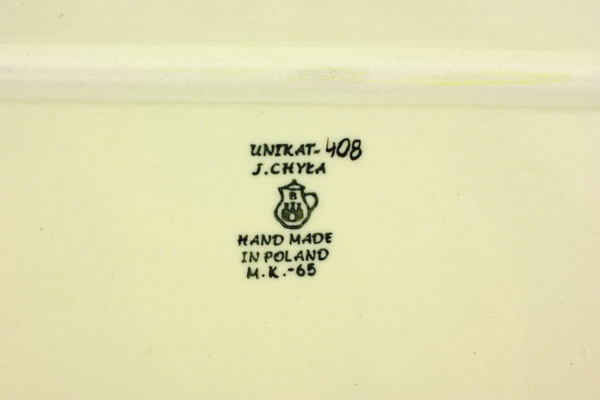 UNIKAT-408
J.CHYŁA
B
HAND MADE
IN POLAND
M.K.-65